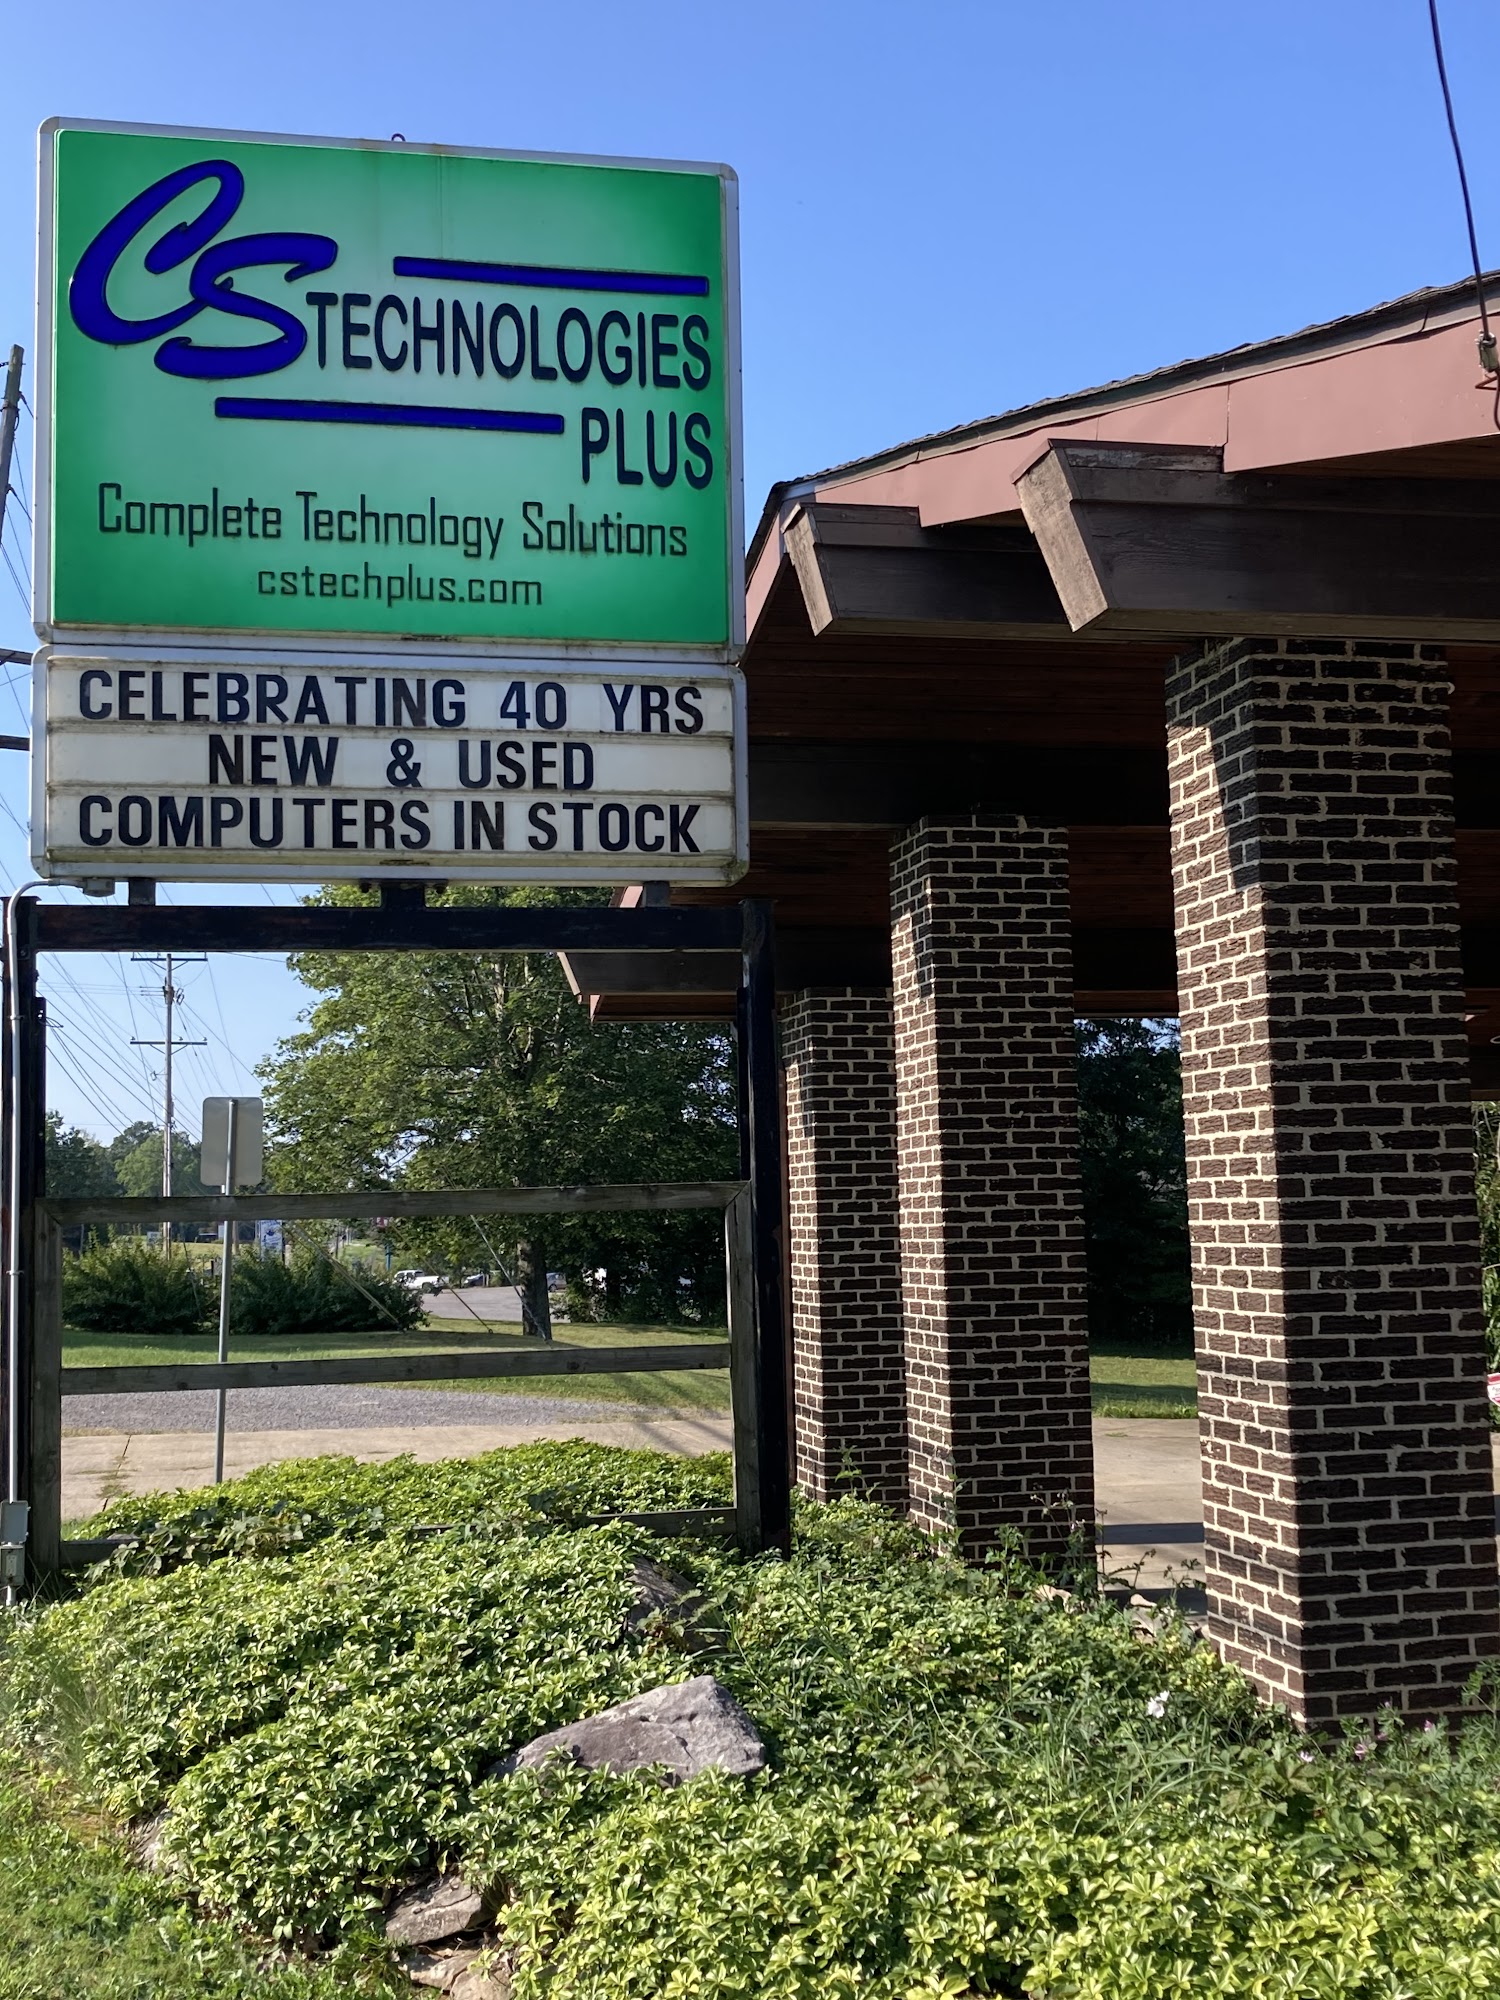 CS TECHNOLOGIES
PLUS
Complete Technology Solutions
cstechplus.com
CELEBRATING 40 YRS
NEW & USED
COMPUTERS IN STOCK